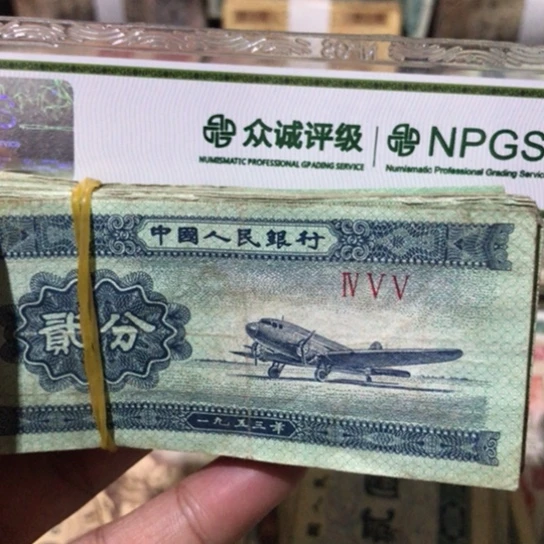 众诚评级 NPGS
NUMISMATIC PROFESSIONAL GRADING SERVICE Numismatic Professional Grading Servic
中國人民銀行
IV V V
貳分
一九五三年